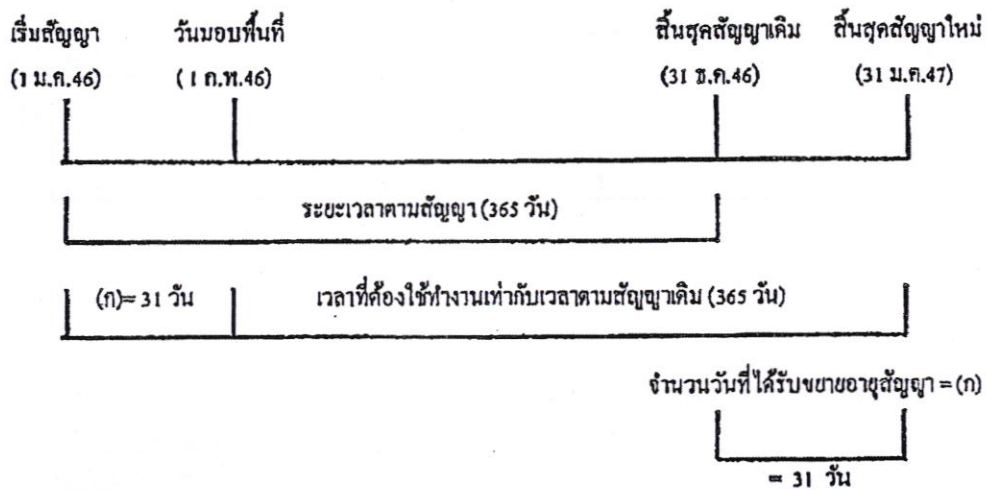 เริ่มสัญญา วันมอบพื้นที่ สิ้นสุดสัญญาเดิม สิ้นสุดสัญญาใหม่
(1 ม.ค.46) (1 ก.พ.46) (31 ธ.ค.46) (31 ม.ค.47)
ระยะเวลาตามสัญญา (365 วัน)
(ก)= 31 วัน เวลาที่ต้องใช้ทำงานเท่ากับเวลาตามสัญญาเดิม (365 วัน)
จำนวนวันที่ได้รับขยายอายุสัญญา = (ก)
= 31 วัน